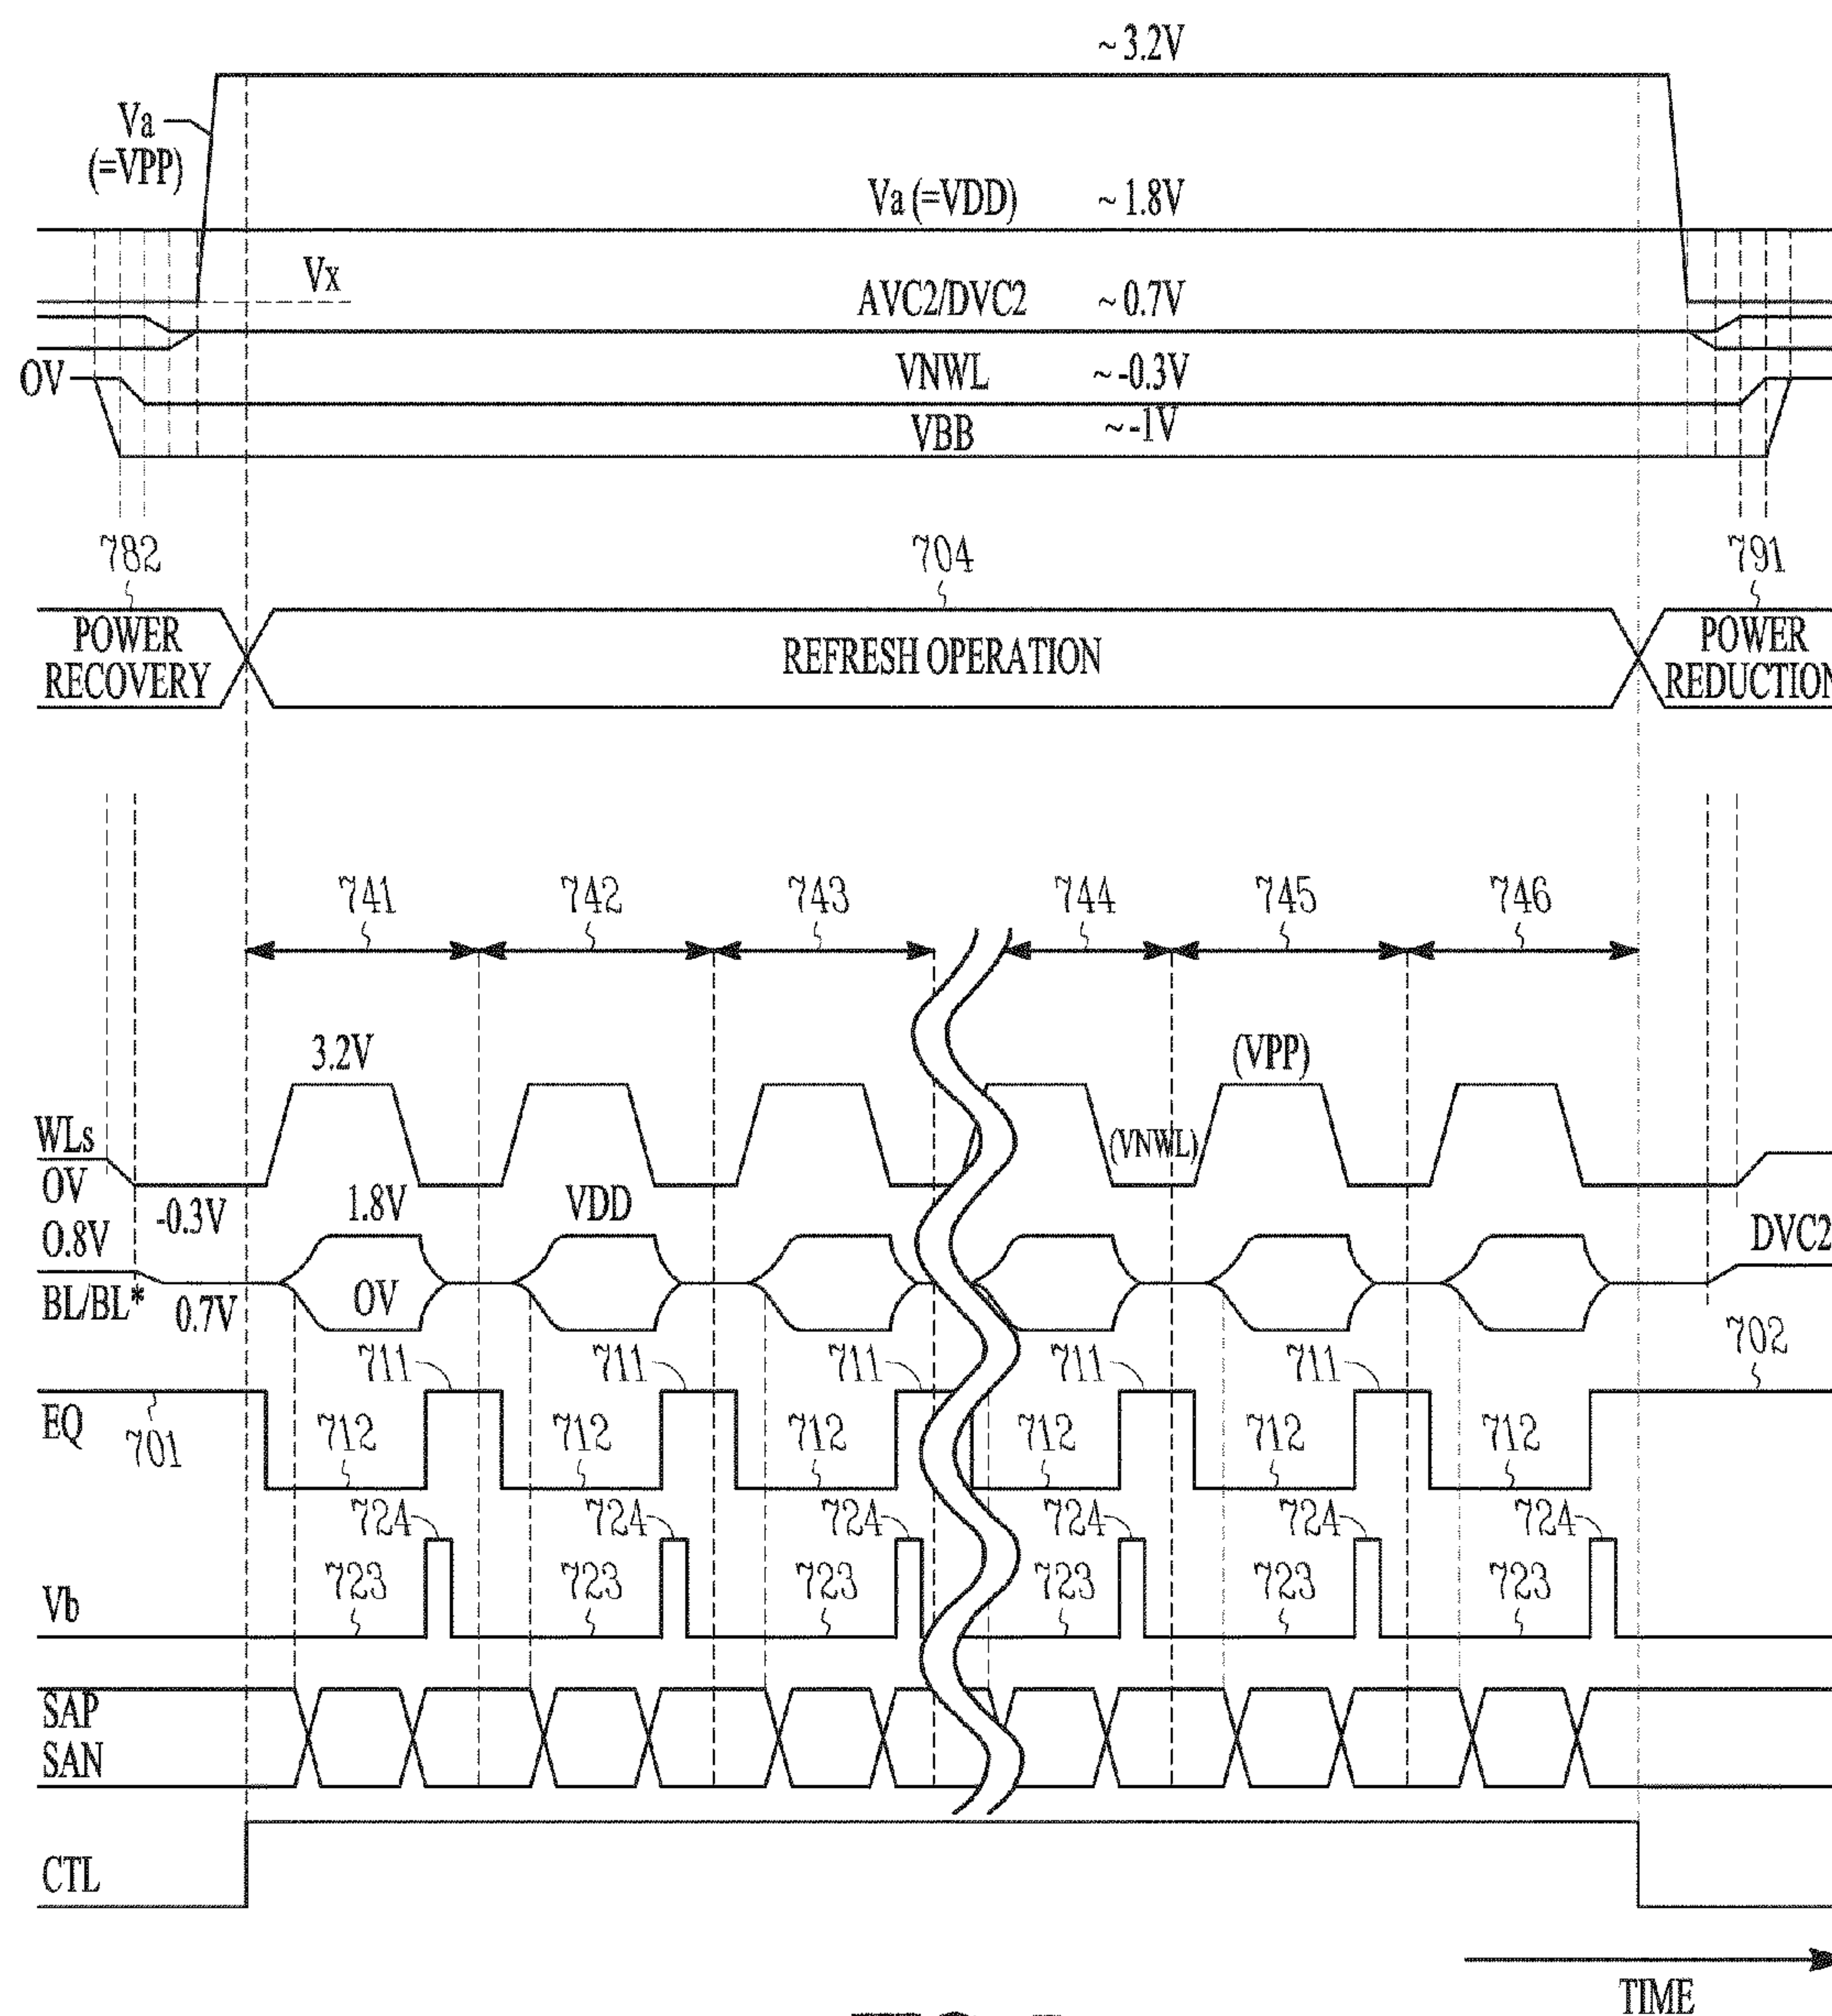 ~ 3.2V
Va
(=VPP)
Va (=VDD) ~ 1.8V
Vx
AVC2/DVC2 ~ 0.7V
OV
VNWL ~ -0.3V
VBB ~ -1V
782 704 791
POWER
RECOVERY
REFRESH OPERATION
POWER
REDUCTION
741 742 743 744 745 746
3.2V (VPP)
WLs
(VNWL)
OV
-0.3V 1.8V VDD
0.8V DVC2
BL/BL* 0.7V OV
711 711 711 711 711 702
EQ
701 712 712 712 712 712 712
724 724 724 724 724 724
723 723 723 723 723 723
Vb
SAP
SAN
CTL
TIME